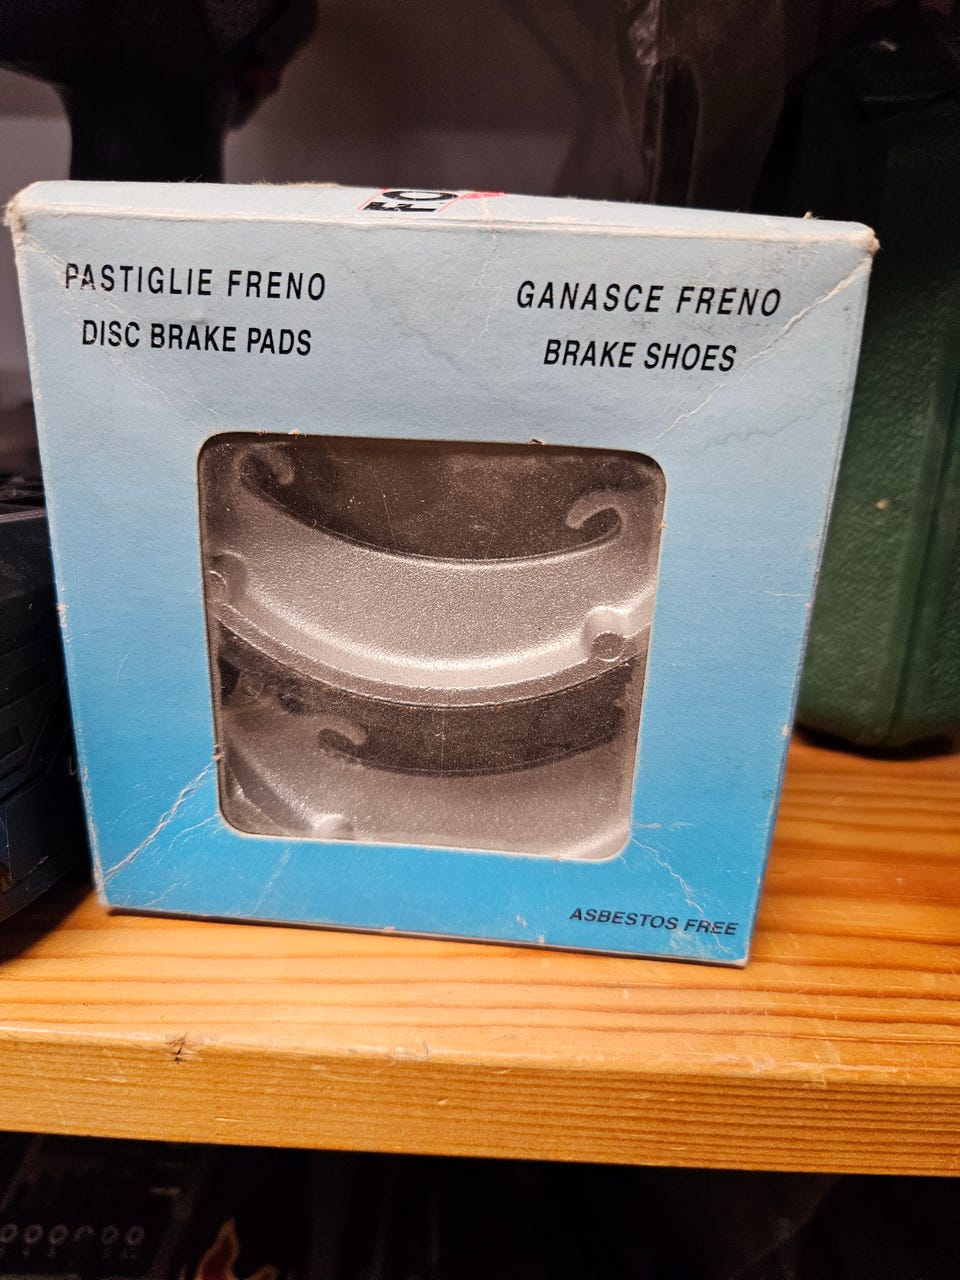 PASTIGLIE FRENO
DISC BRAKE PADS
GANASCE FRENO
BRAKE SHOES
ASBESTOS FREE